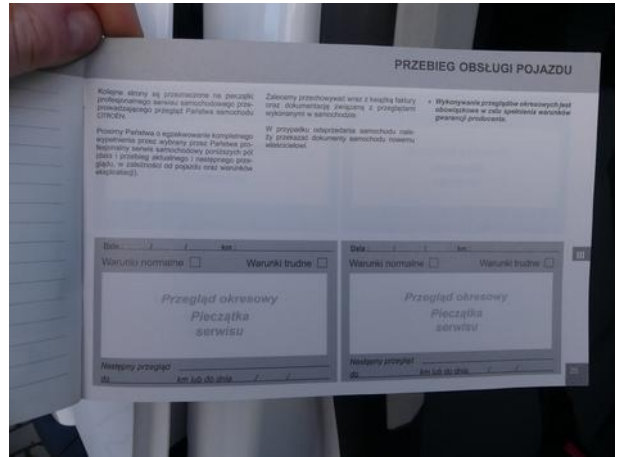 PRZEBIEG OBSŁUGI POJAZDU
Kolejne strony są przeznaczone na pieczątki
profesjonalnego serwisu samochodowego prze-
prowadzającego przegląd Państwa samochodu
CITROËN.
Prosimy Państwa o egzekwowanie kompletnego
wypełnienia przez wybrany przez Państwa pro-
fesjonalny serwis samochodowy poniższych pól
(data i przebieg aktualnego i następnego prze-
glądu, w zależności od pojazdu oraz warunków
eksploatacji).
Zalecamy przechowywać wraz z książką faktury
oraz dokumentację związaną z przeglądem
wykonanym w samochodzie.
W przypadku odsprzedania samochodu nale-
ży przekazać dokumenty samochodu nowemu
właścicielowi.
• Wykonywanie przeglądów okresowych jest
obowiązkowe w celu spełnienia warunków
gwarancji producenta.
Data : / / km :
Warunki normalne Warunki trudne
Przegląd okresowy
Pieczątka
serwisu
Następny przegląd
do km lub do dnia / /
Data : / / km :
Warunki normalne Warunki trudne
Przegląd okresowy
Pieczątka
serwisu
Następny przegląd
do km lub do dnia / /
III
25